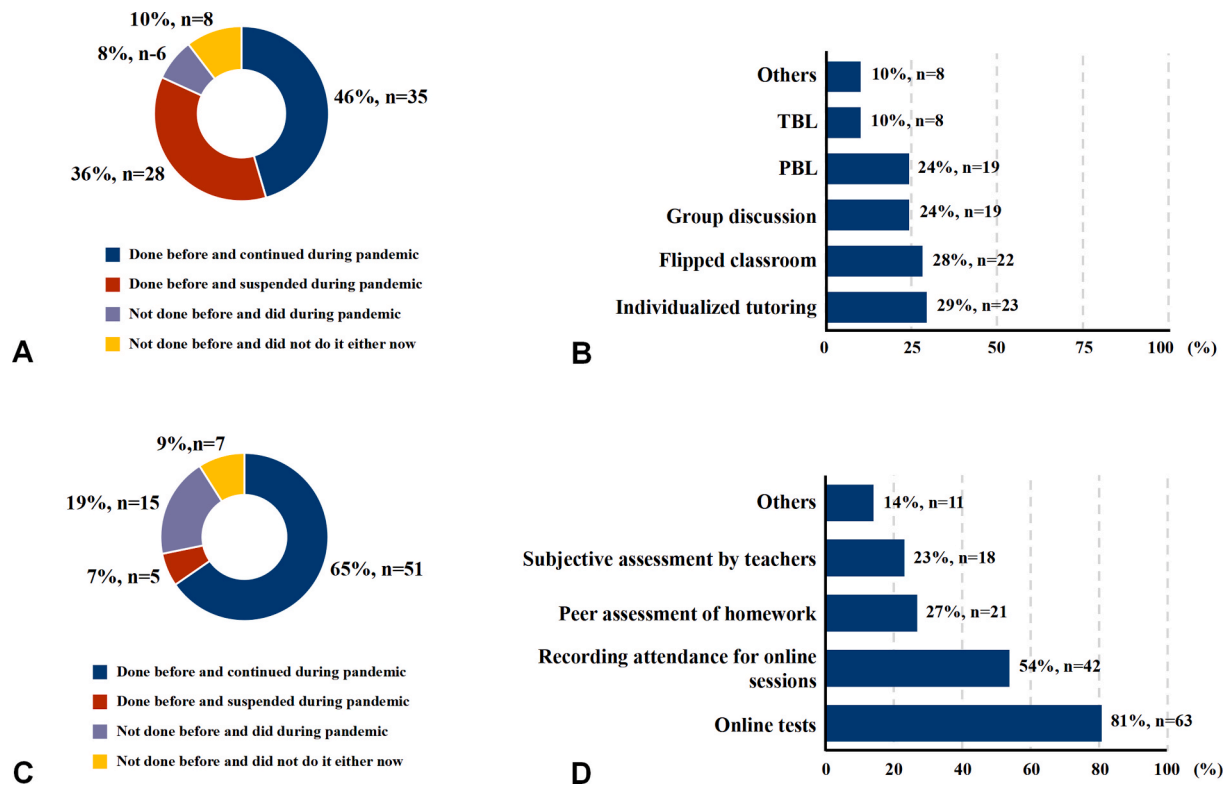 10%, n=8
8%, n-6
46%, n=35
36%, n=28
Done before and continued during pandemic
Done before and suspended during pandemic
Not done before and did during pandemic
Not done before and did not do it either now
A
Others
10%, n=8
TBL
10%, n=8
PBL
24%, n=19
Group discussion
24%, n=19
Flipped classroom
28%, n=22
Individualized tutoring
29%, n=23
0 25 50 75 100 (%)
B
9%,n=7
19%, n=15
7%, n=5
65%, n=51
Done before and continued during pandemic
Done before and suspended during pandemic
Not done before and did during pandemic
Not done before and did not do it either now
C
Others
14%, n=11
Subjective assessment by teachers
23%, n=18
Peer assessment of homework
27%, n=21
Recording attendance for online
sessions
54%, n=42
Online tests
81%, n=63
0 20 40 60 80 100 (%)
D